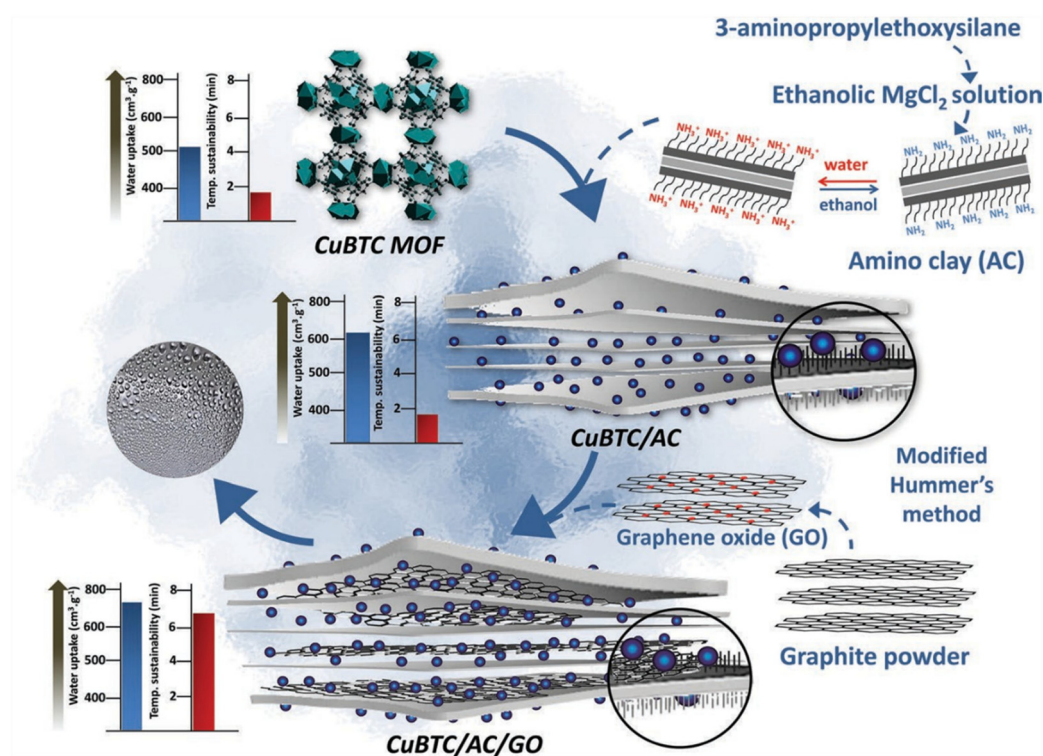 3-aminopropylethoxysilane
Ethanolic MgCl₂ solution
NH₃⁺ NH₃⁺ NH₃⁺ NH₃⁺ NH₃⁺
NH₃⁺ NH₃⁺ NH₃⁺ NH₃⁺ NH₃⁺
water
ethanol
NH₂ NH₂ NH₂ NH₂ NH₂
NH₂ NH₂ NH₂ NH₂ NH₂
Amino clay (AC)
Water uptake (cm³.g⁻¹)
800
600
500
400
Temp. sustainability (min)
8
6
4
2
CuBTC MOF
Water uptake (cm³.g⁻¹)
800
600
500
400
Temp. sustainability (min)
8
6
4
2
CuBTC/AC
Modified
Hummer's
method
Graphene oxide (GO)
Graphite powder
Water uptake (cm³.g⁻¹)
800
600
500
400
Temp. sustainability (min)
8
6
4
2
CuBTC/AC/GO